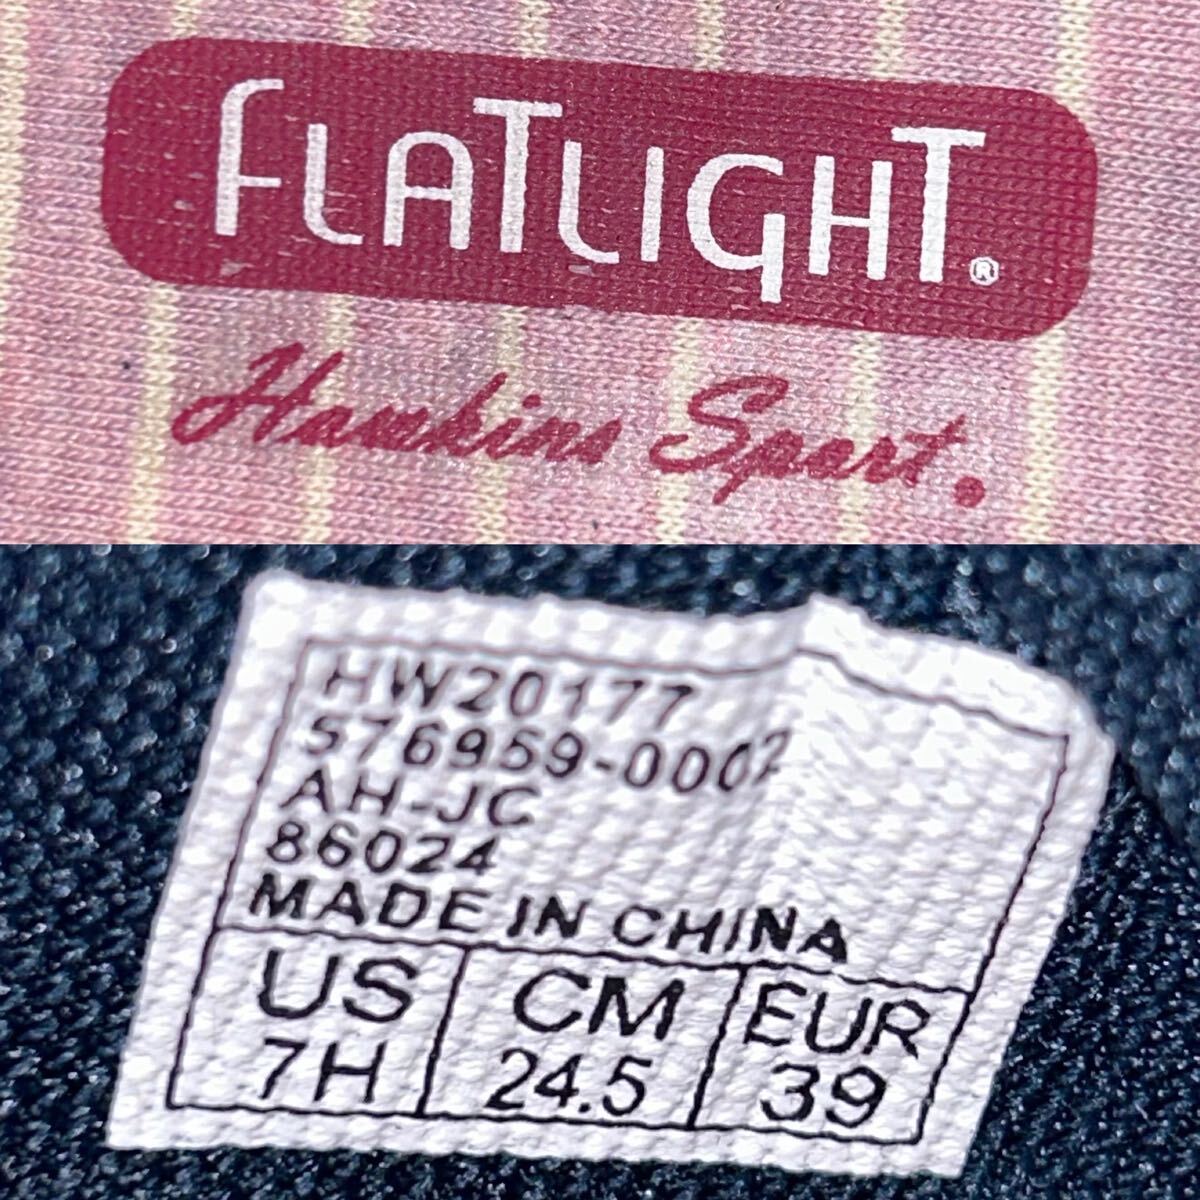 FLATLIGHT®
Hawkins Sport.
HW20177
576959-0002
AH-JC
86024
MADE IN CHINA
US CM EUR
7H 24.5 39